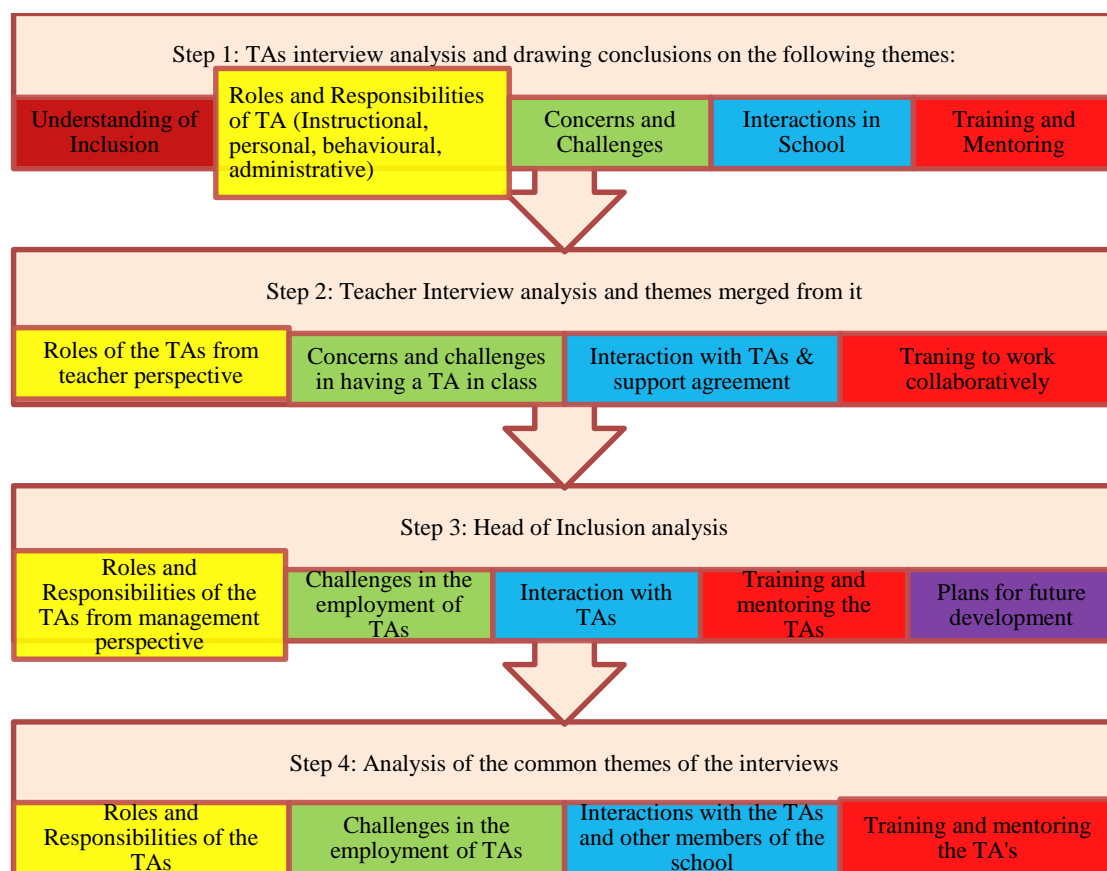 Step 1: TAs interview analysis and drawing conclusions on the following themes:
Understanding of
Inclusion
Roles and Responsibilities
of TA (Instructional,
personal, behavioural,
administrative)
Concerns and
Challenges
Interactions in
School
Training and
Mentoring
Step 2: Teacher Interview analysis and themes merged from it
Roles of the TAs from
teacher perspective
Concerns and challenges
in having a TA in class
Interaction with TAs &
support agreement
Traning to work
collaboratively
Step 3: Head of Inclusion analysis
Roles and
Responsibilities of the
TAs from management
perspective
Challenges in the
employment of
TAs
Interaction with
TAs
Training and
mentoring the
TAs
Plans for future
development
Step 4: Analysis of the common themes of the interviews
Roles and
Responsibilities of the
TAs
Challenges in the
employment of TAs
Interactions with the TAs
and other members of the
school
Training and mentoring
the TA's